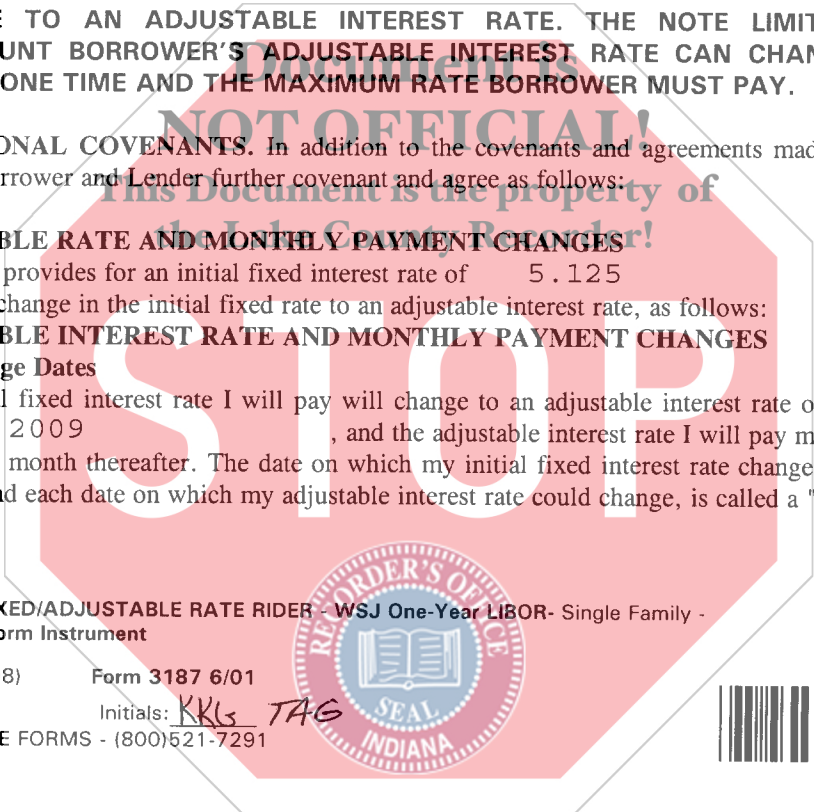 TO AN ADJUSTABLE INTEREST RATE. THE NOTE LIMIT
UNT BORROWER'S ADJUSTABLE INTEREST RATE CAN CHAN
Document is
ONE TIME AND THE MAXIMUM RATE BORROWER MUST PAY.
NOT OFFICIAL!
ONAL COVENANTS. In addition to the covenants and agreements mad
rrower and Lender further covenant and agree as follows:
This Document is the property of
the Lake County Recorder!
BLE RATE AND MONTHLY PAYMENT CHANGES
provides for an initial fixed interest rate of 5.125
change in the initial fixed rate to an adjustable interest rate, as follows:
BLE INTEREST RATE AND MONTHLY PAYMENT CHANGES
ge Dates
l fixed interest rate I will pay will change to an adjustable interest rate o
2009 , and the adjustable interest rate I will pay m
month thereafter. The date on which my initial fixed interest rate change
d each date on which my adjustable interest rate could change, is called a "
STOP
RECORDER'S OFFICE
SEAL
INDIANA
XED/ADJUSTABLE RATE RIDER - WSJ One-Year LIBOR- Single Family -
orm Instrument
8) Form 3187 6/01
Initials: KKG TAG
E FORMS - (800)521-7291